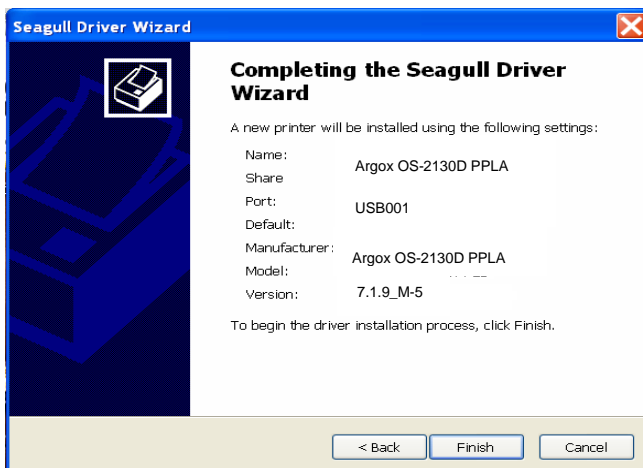 Seagull Driver Wizard
Completing the Seagull Driver
Wizard
A new printer will be installed using the following settings:
Name:
Argox OS-2130D PPLA
Share
Port:
USB001
Default:
Manufacturer:
Argox OS-2130D PPLA
Model:
Version:
7.1.9_M-5
To begin the driver installation process, click Finish.
< Back
Finish
Cancel